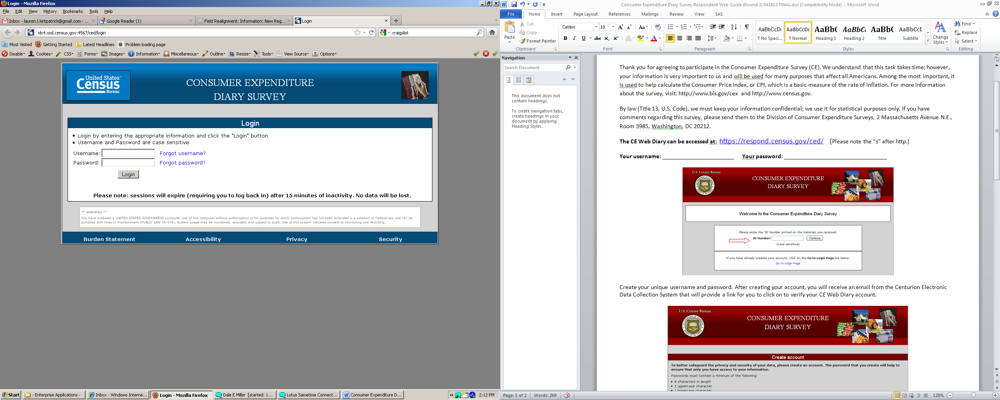 Login - Mozilla Firefox
File Edit View History Bookmarks Tools Help
Inbox - lauren.l.kirkpatrick@gmail.com - ...
Google Reader (1)
Field Realignment: Information: New Reg...
Login
idc4.ssd.census.gov:4567/ced/login
craigslist
Most Visited Getting Started Latest Headlines Problem loading page
Disable Cookies CSS Forms Images Information Miscellaneous Outline Resize Tools View Source Options
United States™
Census
Bureau
CONSUMER EXPENDITURE
DIARY SURVEY
Login
• Login by entering the appropriate information and click the "Login" button
• Username and Password are case sensitive
Username: Forgot username?
Password: Forgot password?
Login
Please note: sessions will expire (requiring you to log back in) after 15 minutes of inactivity. No data will be lost.
** WARNING **
You have accessed a UNITED STATES GOVERNMENT computer. Use of this computer without authorization or for purposes for which authorization has not been extended is a violation of Federal law and can be
punished with fines or imprisonment (PUBLIC LAW 99-474). System usage may be monitored, recorded, and subject to audit. Use of this system indicates consent to monitoring and recording.
Burden Statement Accessibility Privacy Security
Start
- Enterprise Applications -
Inbox - Windows Interne...
Login - Mozilla Firefox
Dale E Miller [started: 1...
Lotus Sametime Connect...
Consumer Expenditure D...
2:12 PM
Consumer Expenditure Diary Survey Respondent Web Guide (Round 2) 041812 FINAL.doc [Compatibility Mode] - Microsoft Word
File Home Insert Page Layout References Mailings Review View SAS
Paste
Cut
Copy
Format Painter
Clipboard
Calibri 10
B I U abc x₂ x²
Font
Paragraph
AaBbCcDc AaBbCcDc AaBbC AaBbCc AaBbC AaBbCcI
¶ No Spaci... ¶ Normal Heading 1 Heading 2 Title Subtitle
Change
Styles
Styles
Find
Replace
Select
Editing
Navigation
Search Document
This document does not
contain headings.
To create navigation tabs,
create headings in your
document by applying
Heading Styles.
Thank you for agreeing to participate in the Consumer Expenditure Survey (CE). We understand that this task takes time; however,
your information is very important to us and will be used for many purposes that affect all Americans. Among the most important, it
is used to help calculate the Consumer Price Index, or CPI, which is a basic measure of the rate of inflation. For more information
about the survey, visit: http://www.bls.gov/cex and http://www.census.gov.
By law (Title 13, U.S. Code), we must keep your information confidential; we use it for statistical purposes only. If you have
comments regarding this survey, please send them to the Division of Consumer Expenditure Surveys, 2 Massachusetts Avenue N.E.,
Room 3985, Washington, DC 20212.
The CE Web Diary can be accessed at: https://respond.census.gov/ced/ (Please note the “s” after http.)
Your username: Your password:
U.S. Census Bureau
CONSUMER EXPENDITURE
DIARY SURVEY
Welcome to the Consumer Expenditure Diary Survey
Please enter the 'ID' Number printed on the materials you received.
ID Number: Continue
(case sensitive)
If you have already created your account, click on the Go to Login Page link below:
Go to Login Page
Create your unique username and password. After creating your account, you will receive an email from the Centurion Electronic
Data Collection System that will provide a link for you to click on to verify your CE Web Diary account.
U.S. Census Bureau
CONSUMER EXPENDITURE
DIARY SURVEY
Create account
To better safeguard the privacy and security of your data, please create an account. The password that you create will help to
ensure that only you have access to your information.
Passwords must contain a minimum of the following:
• 8 characters in length
• 1 uppercase character
• 1 lowercase character
Page: 1 of 2 Words: 269
120%